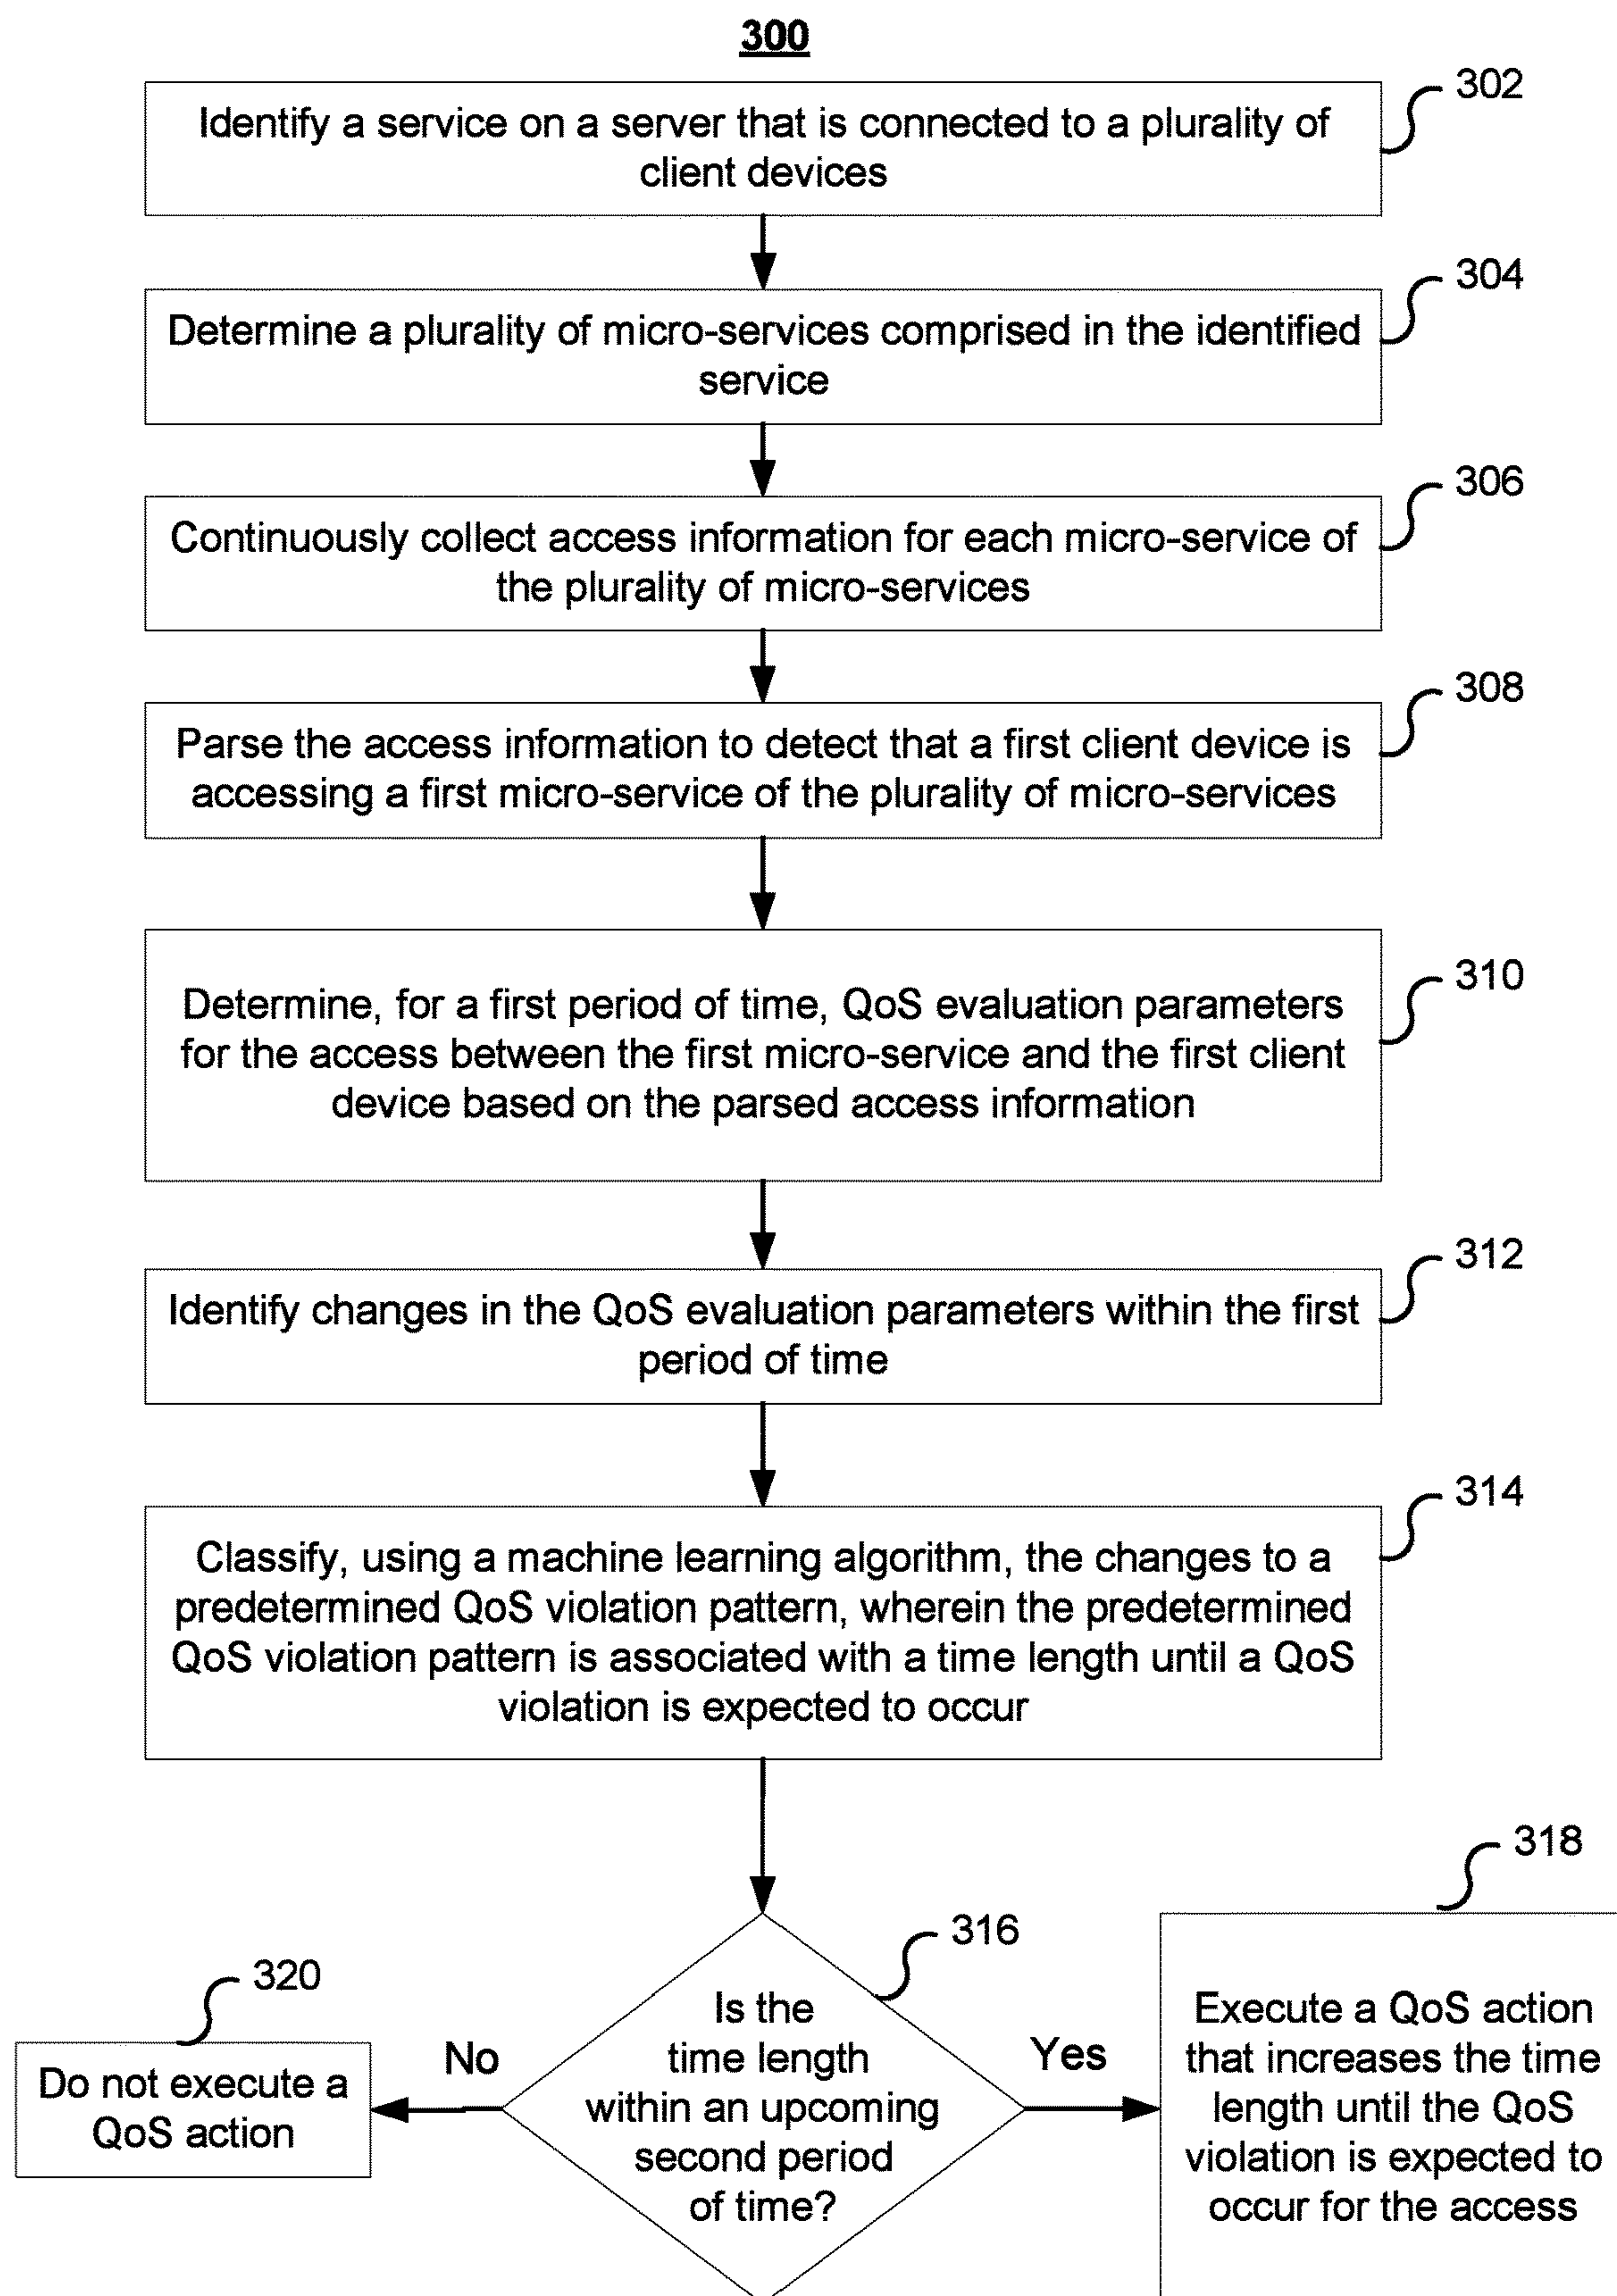 300
302
Identify a service on a server that is connected to a plurality of
client devices
304
Determine a plurality of micro-services comprised in the identified
service
306
Continuously collect access information for each micro-service of
the plurality of micro-services
308
Parse the access information to detect that a first client device is
accessing a first micro-service of the plurality of micro-services
310
Determine, for a first period of time, QoS evaluation parameters
for the access between the first micro-service and the first client
device based on the parsed access information
312
Identify changes in the QoS evaluation parameters within the first
period of time
314
Classify, using a machine learning algorithm, the changes to a
predetermined QoS violation pattern, wherein the predetermined
QoS violation pattern is associated with a time length until a QoS
violation is expected to occur
316
Is the
time length
within an upcoming
second period
of time?
No
320
Do not execute a
QoS action
Yes
318
Execute a QoS action
that increases the time
length until the QoS
violation is expected to
occur for the access